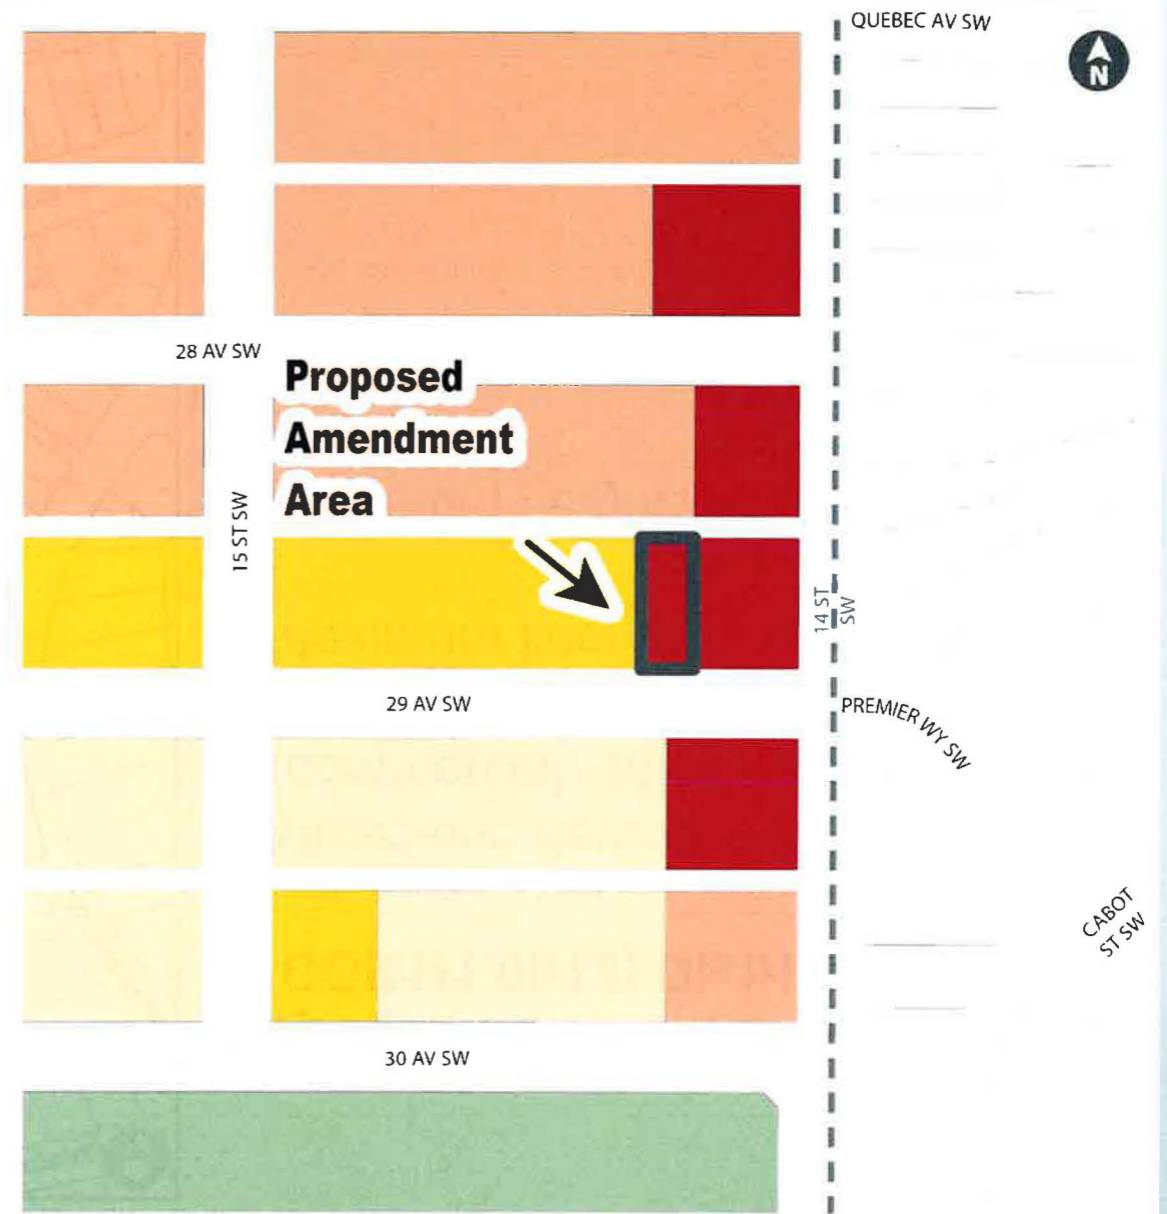 QUEBEC AV SW
N
28 AV SW
Proposed
Amendment
Area
15 ST SW
14 ST
SW
29 AV SW
PREMIER WY SW
CABOT
ST SW
30 AV SW